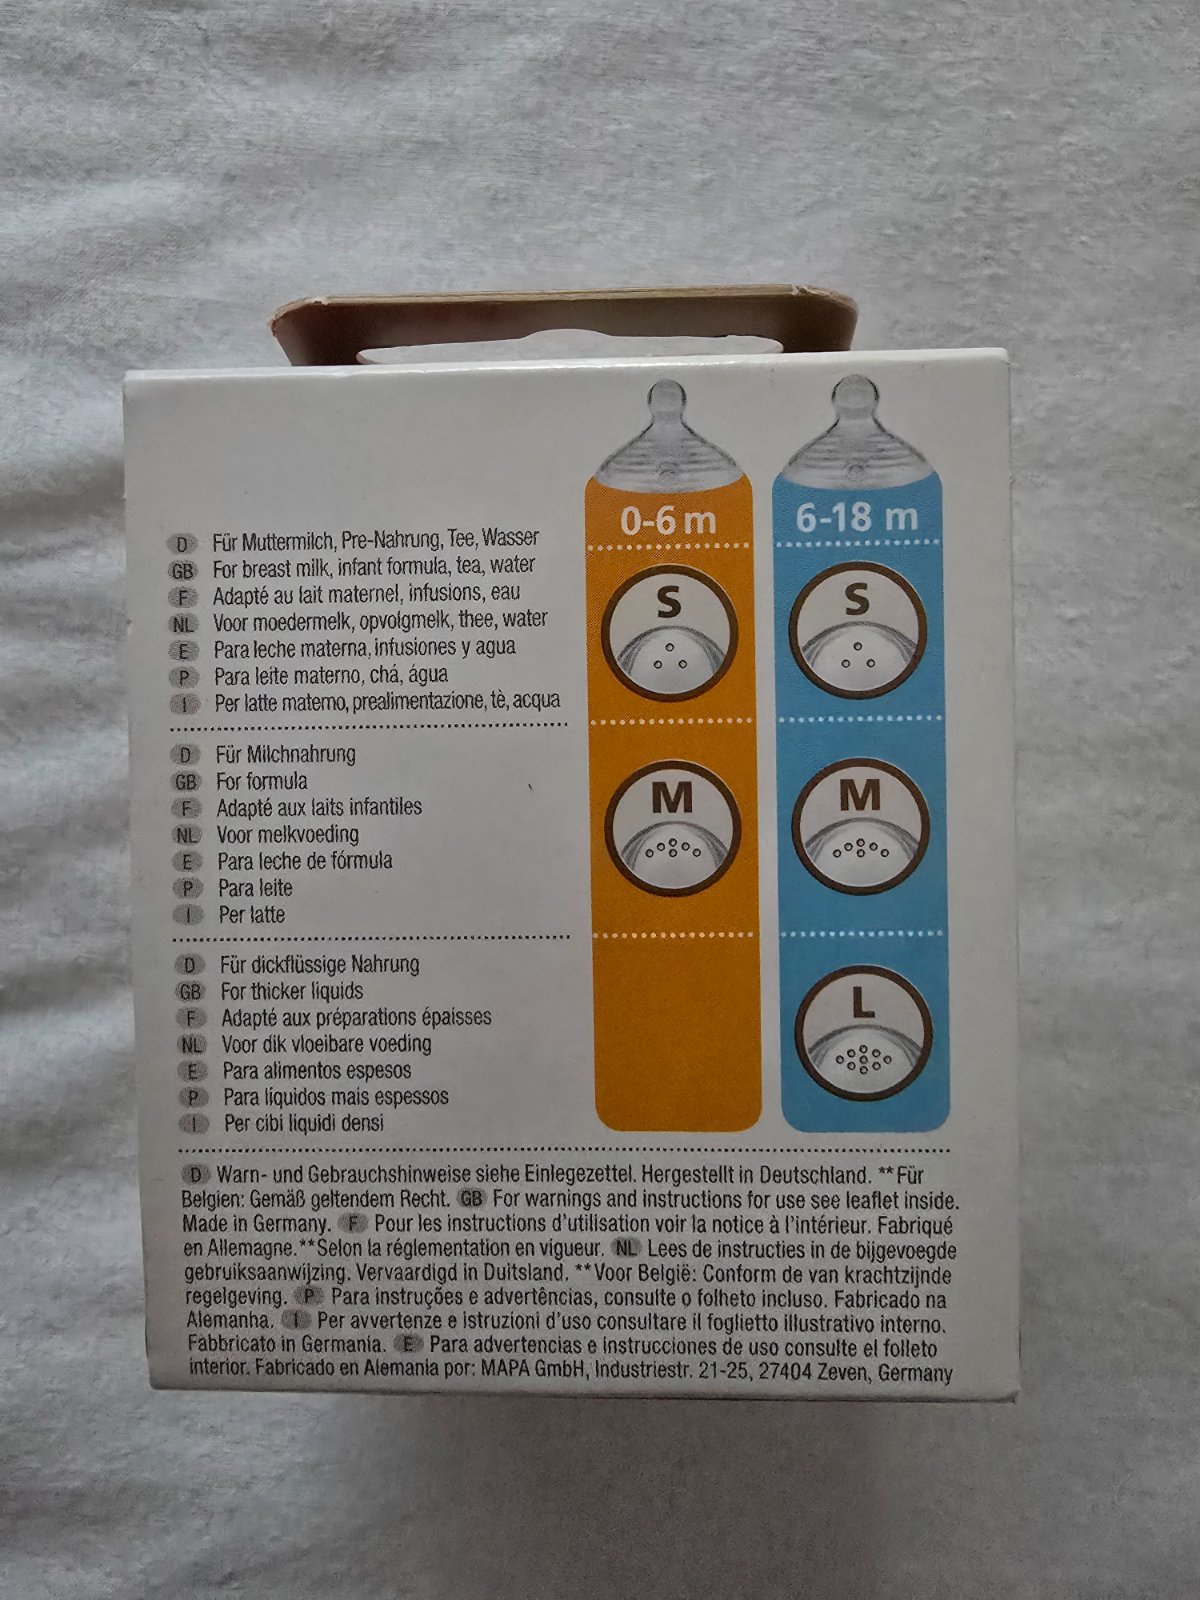 0-6 m
6-18 m
D Für Muttermilch, Pre-Nahrung, Tee, Wasser
GB For breast milk, infant formula, tea, water
F Adapté au lait maternel, infusions, eau
NL Voor moedermelk, opvolgmelk, thee, water
E Para leche materna, infusiones y agua
P Para leite materno, chá, água
I Per latte materno, prealimentazione, tè, acqua
S
S
D Für Milchnahrung
GB For formula
F Adapté aux laits infantiles
NL Voor melkvoeding
E Para leche de fórmula
P Para leite
I Per latte
M
M
D Für dickflüssige Nahrung
GB For thicker liquids
F Adapté aux préparations épaisses
NL Voor dik vloeibare voeding
E Para alimentos espesos
P Para líquidos mais espessos
I Per cibi liquidi densi
L
D Warn- und Gebrauchshinweise siehe Einlegezettel. Hergestellt in Deutschland. **Für
Belgien: Gemäß geltendem Recht. GB For warnings and instructions for use see leaflet inside.
Made in Germany. F Pour les instructions d'utilisation voir la notice à l'intérieur. Fabriqué
en Allemagne.**Selon la réglementation en vigueur. NL Lees de instructies in de bijgevoegde
gebruiksaanwijzing. Vervaardigd in Duitsland. **Voor België: Conform de van krachtzijnde
regelgeving. P Para instruções e advertências, consulte o folheto incluso. Fabricado na
Alemanha. I Per avvertenze e istruzioni d'uso consultare il foglietto illustrativo interno.
Fabbricato in Germania. E Para advertencias e instrucciones de uso consulte el folleto
interior. Fabricado en Alemania por: MAPA GmbH, Industriestr. 21-25, 27404 Zeven, Germany